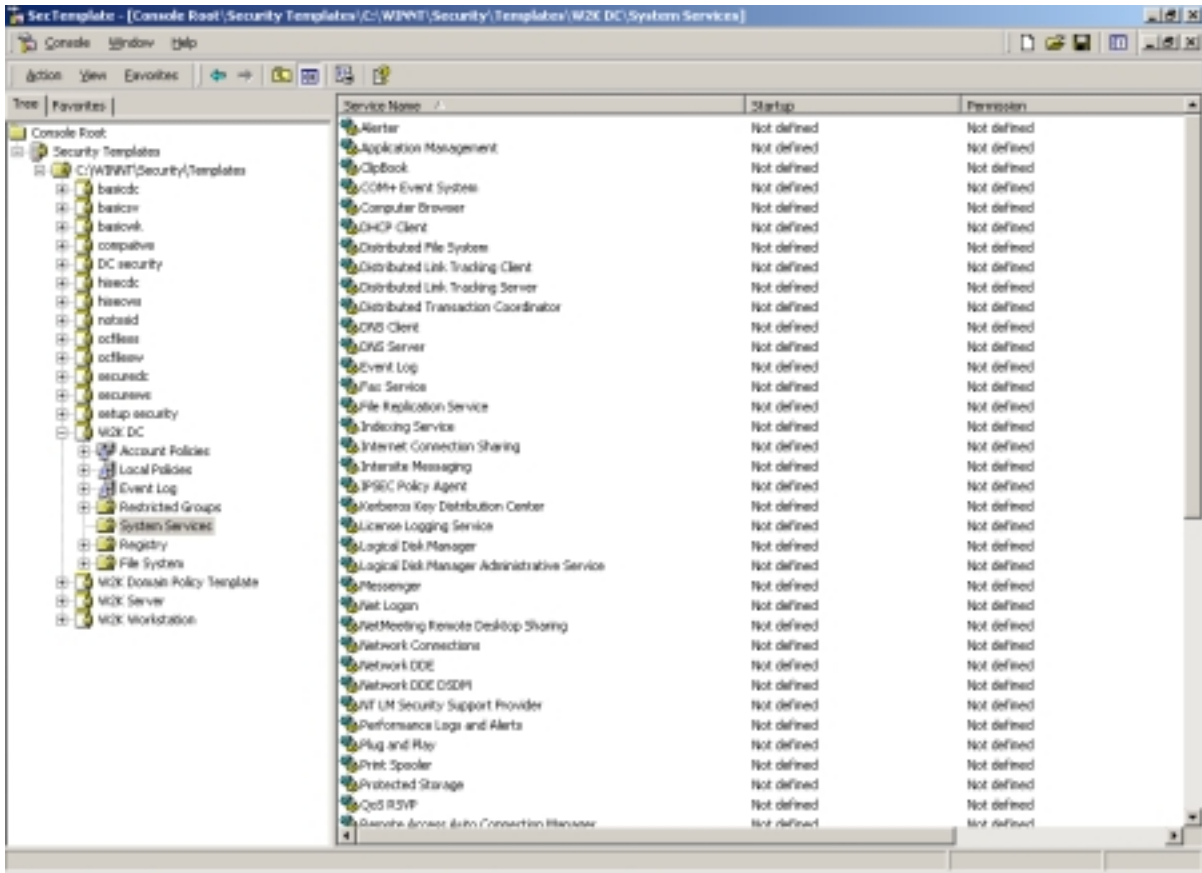 SecTemplate - [Console Root\Security Templates\C:\WINNT\Security\Templates\W2K DC\System Services]
Console Window Help
Action View Favorites
Tree Favorites
Service Name Startup Permission
Console Root
Security Templates
C:\WINNT\Security\Templates
basicdc
basicsv
basicwk
compatws
DC security
hisecdc
hisecws
notssid
ocfiless
ocfilesw
securedc
securews
setup security
W2K DC
Account Policies
Local Policies
Event Log
Restricted Groups
System Services
Registry
File System
W2K Domain Policy Template
W2K Server
W2K Workstation
Alerter Not defined Not defined
Application Management Not defined Not defined
ClipBook Not defined Not defined
COM+ Event System Not defined Not defined
Computer Browser Not defined Not defined
DHCP Client Not defined Not defined
Distributed File System Not defined Not defined
Distributed Link Tracking Client Not defined Not defined
Distributed Link Tracking Server Not defined Not defined
Distributed Transaction Coordinator Not defined Not defined
DNS Client Not defined Not defined
DNS Server Not defined Not defined
Event Log Not defined Not defined
Fax Service Not defined Not defined
File Replication Service Not defined Not defined
Indexing Service Not defined Not defined
Internet Connection Sharing Not defined Not defined
Intersite Messaging Not defined Not defined
IPSEC Policy Agent Not defined Not defined
Kerberos Key Distribution Center Not defined Not defined
License Logging Service Not defined Not defined
Logical Disk Manager Not defined Not defined
Logical Disk Manager Administrative Service Not defined Not defined
Messenger Not defined Not defined
Net Logon Not defined Not defined
NetMeeting Remote Desktop Sharing Not defined Not defined
Network Connections Not defined Not defined
Network DDE Not defined Not defined
Network DDE DSDM Not defined Not defined
NT LM Security Support Provider Not defined Not defined
Performance Logs and Alerts Not defined Not defined
Plug and Play Not defined Not defined
Print Spooler Not defined Not defined
Protected Storage Not defined Not defined
QoS RSVP Not defined Not defined
Remote Access Auto Connection Manager Not defined Not defined